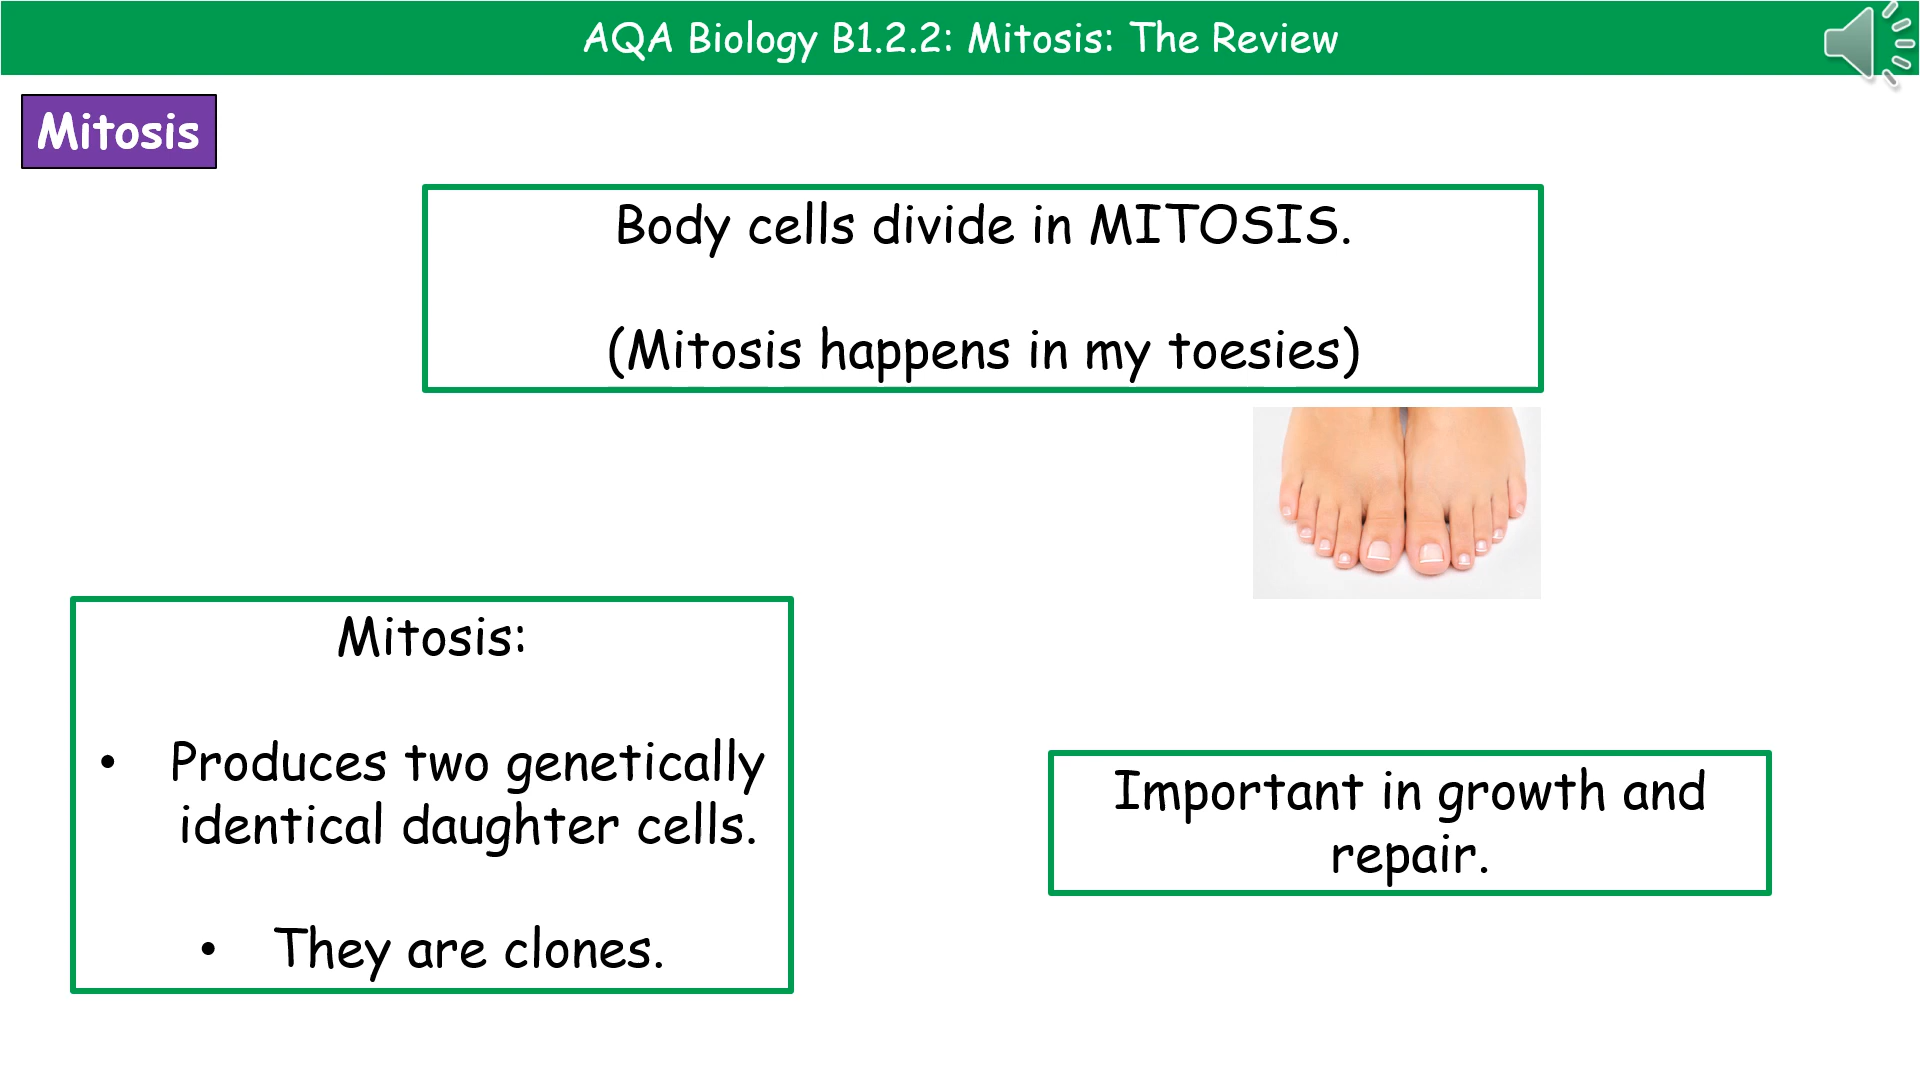 AQA Biology B1.2.2: Mitosis: The Review
Mitosis
Body cells divide in MITOSIS.
(Mitosis happens in my toesies)
Mitosis:
• Produces two genetically
identical daughter cells.
• They are clones.
Important in growth and
repair.